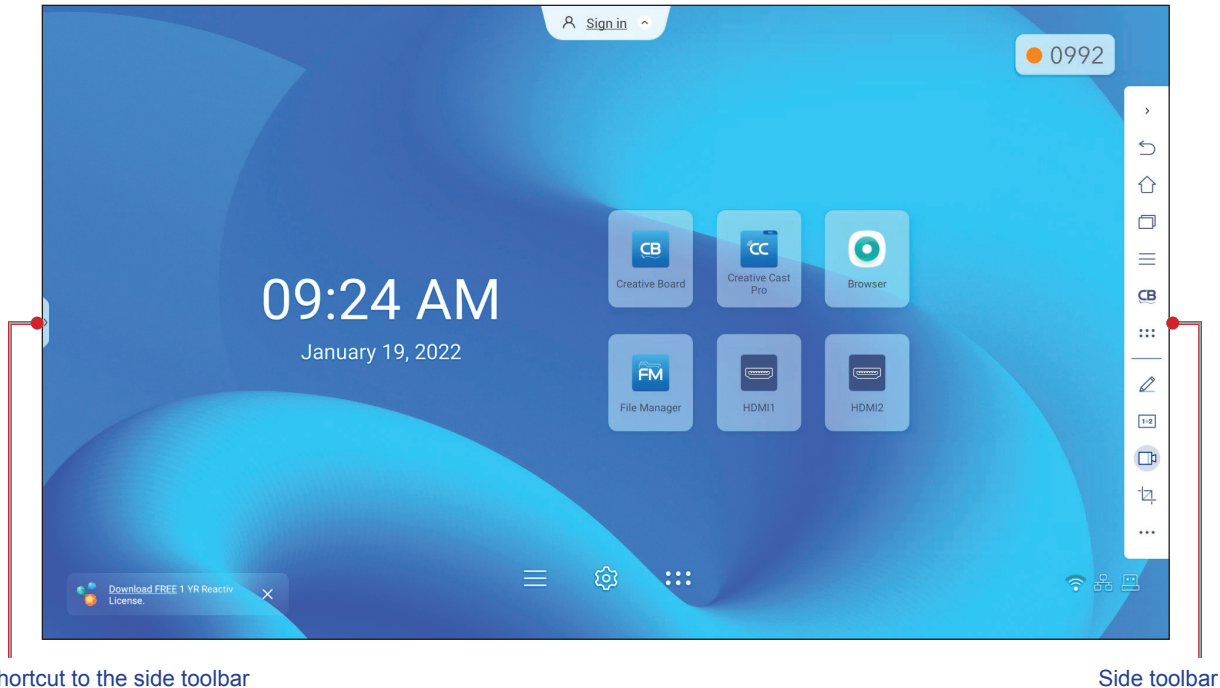 Sign in
0992
CB
Creative Board
CC
Creative Cast
Pro
Browser
09:24 AM
January 19, 2022
FM
File Manager
HDMI1
HDMI2
CB
Download FREE 1 YR Reactiv
License.
hortcut to the side toolbar
Side toolbar